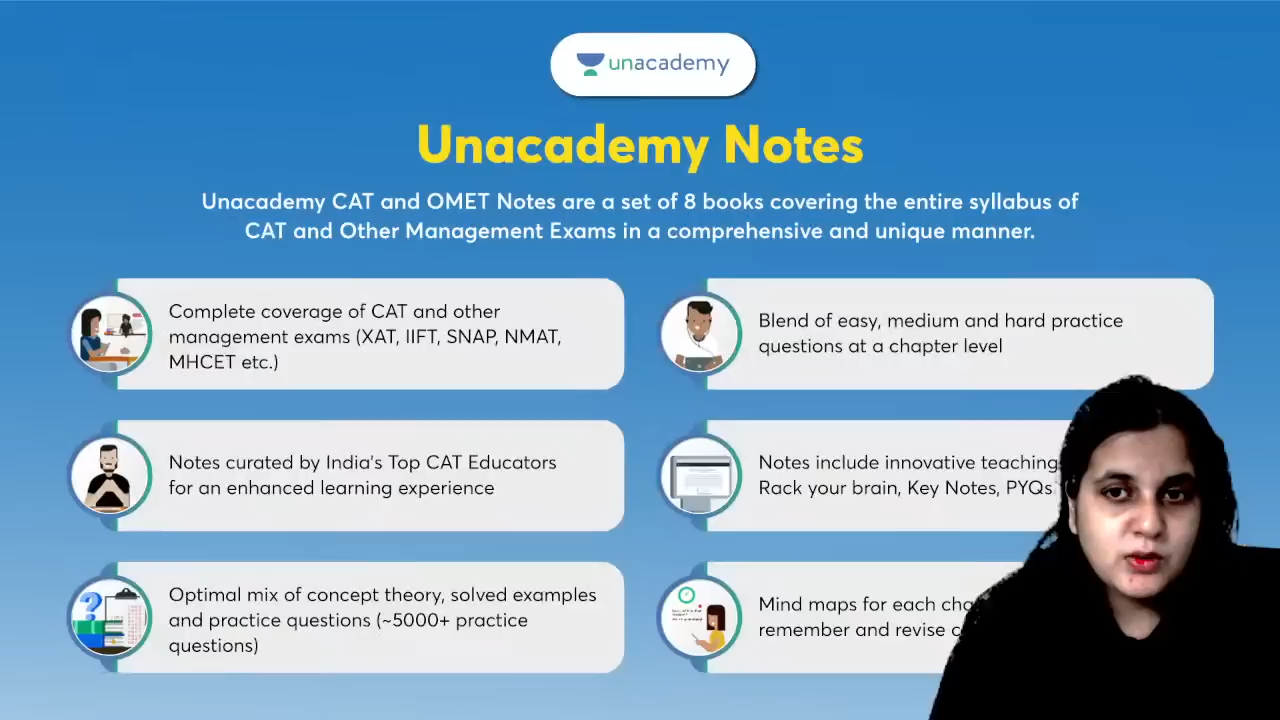 unacademy
Unacademy Notes
Unacademy CAT and OMET Notes are a set of 8 books covering the entire syllabus of
CAT and Other Management Exams in a comprehensive and unique manner.
Complete coverage of CAT and other
management exams (XAT, IIFT, SNAP, NMAT,
MHCET etc.)
Blend of easy, medium and hard practice
questions at a chapter level
Notes curated by India's Top CAT Educators
for an enhanced learning experience
Notes include innovative teaching
Rack your brain, Key Notes, PYQs
Optimal mix of concept theory, solved examples
and practice questions (~5000+ practice
questions)
Mind maps for each
remember and revise